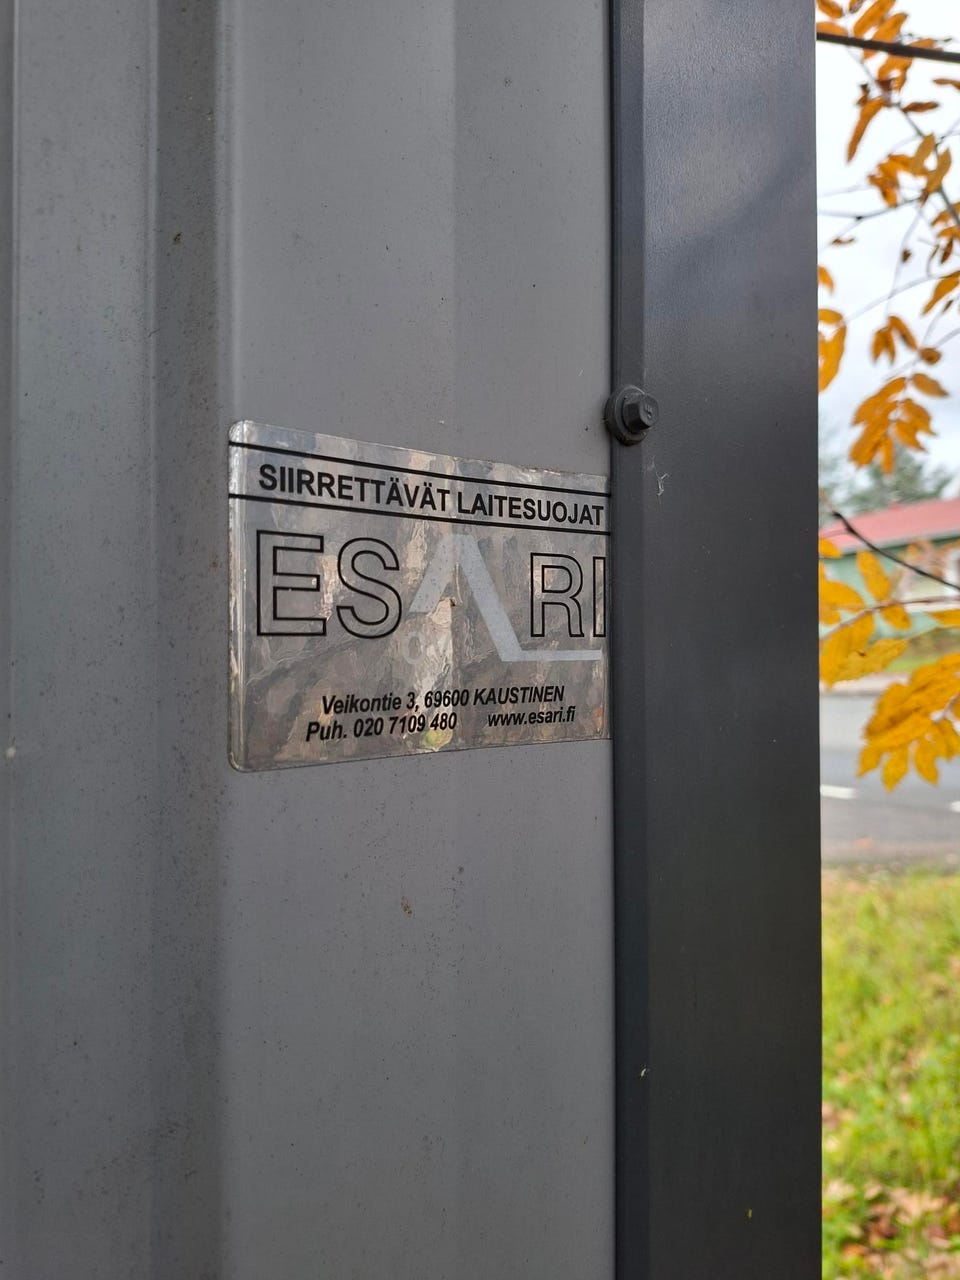 SIIRRETTÄVÄT LAITESUOJAT
ESARI
Veikontie 3, 69600 KAUSTINEN
Puh. 020 7109 480 www.esari.fi